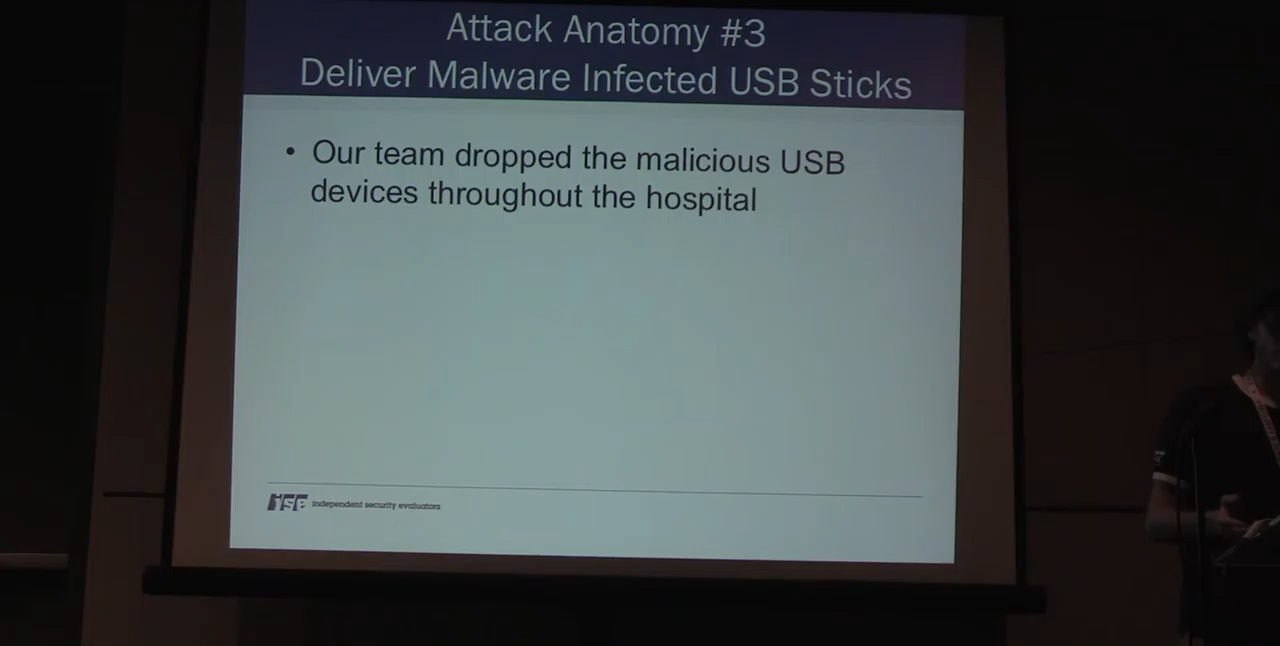 Attack Anatomy #3
Deliver Malware Infected USB Sticks
• Our team dropped the malicious USB
devices throughout the hospital
ise independent security evaluators